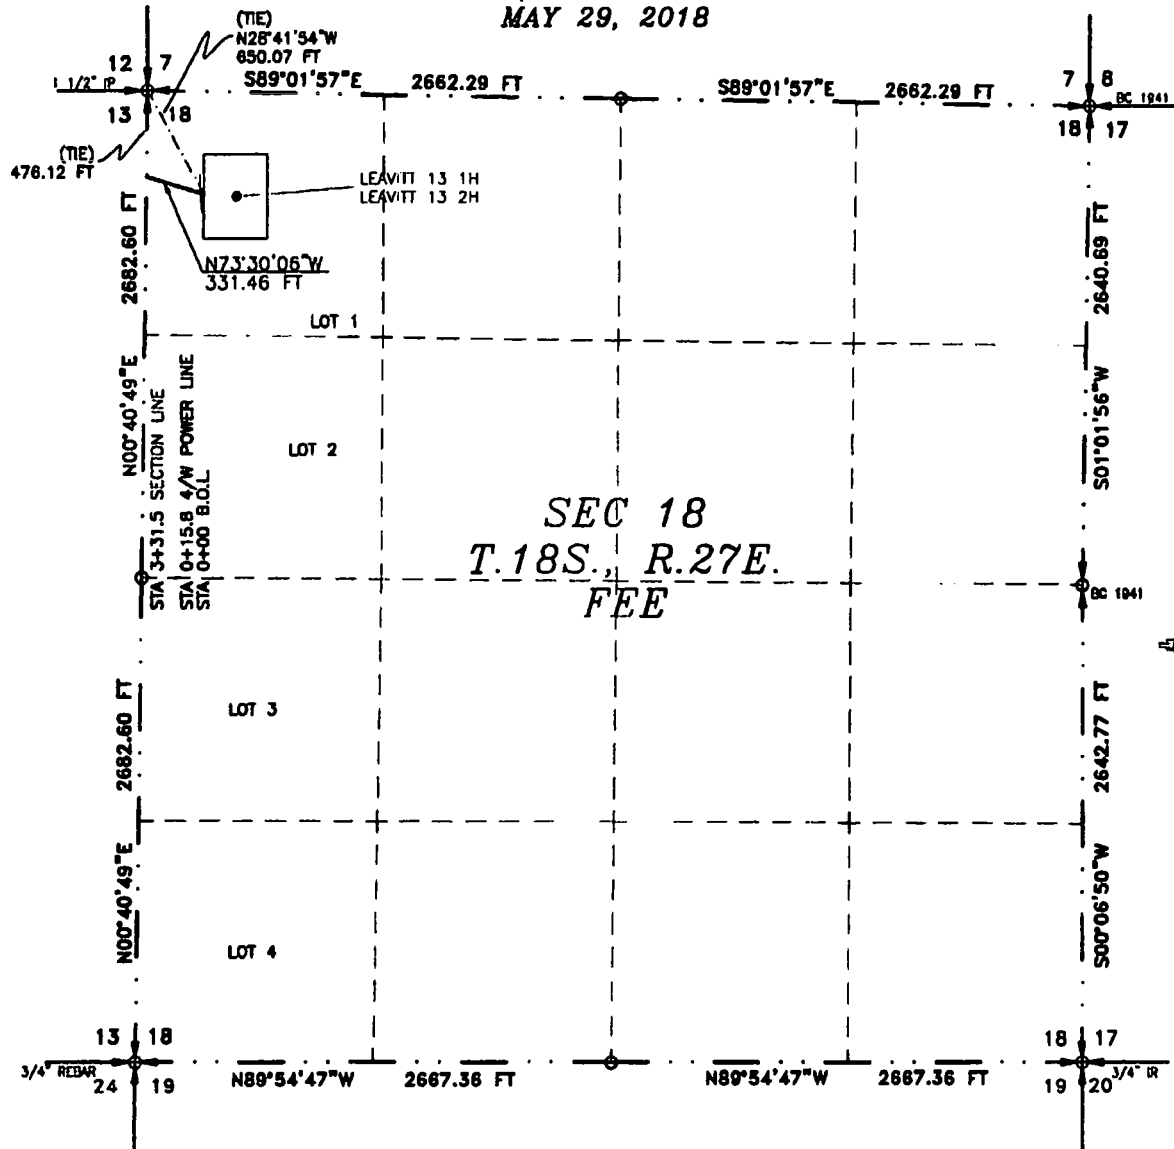 MAY 29, 2018
(TIE)
N28°41'54"W
650.07 FT
12 7
1 1/2" IP
13 18
S89°01'57"E 2662.29 FT
S89°01'57"E 2662.29 FT
7 8
BC 1941
18 17
(TIE)
476.12 FT
LEAVITT 13 1H
LEAVITT 13 2H
N73°30'06"W
331.46 FT
N00°40'49"E 2682.60 FT
S01°01'56"W 2640.69 FT
LOT 1
STA 3+31.5 SECTION LINE
STA 0+15.8 4/W POWER LINE
STA 0+00 B.O.L.
LOT 2
SEC 18
T.18S., R.27E.
FEE
BC 1941
LOT 3
N00°40'49"E 2682.60 FT
S00°06'50"W 2642.77 FT
LOT 4
13 18
3/4" REBAR
24 19
N89°54'47"W 2667.36 FT
N89°54'47"W 2667.36 FT
18 17
19 20
3/4" IR